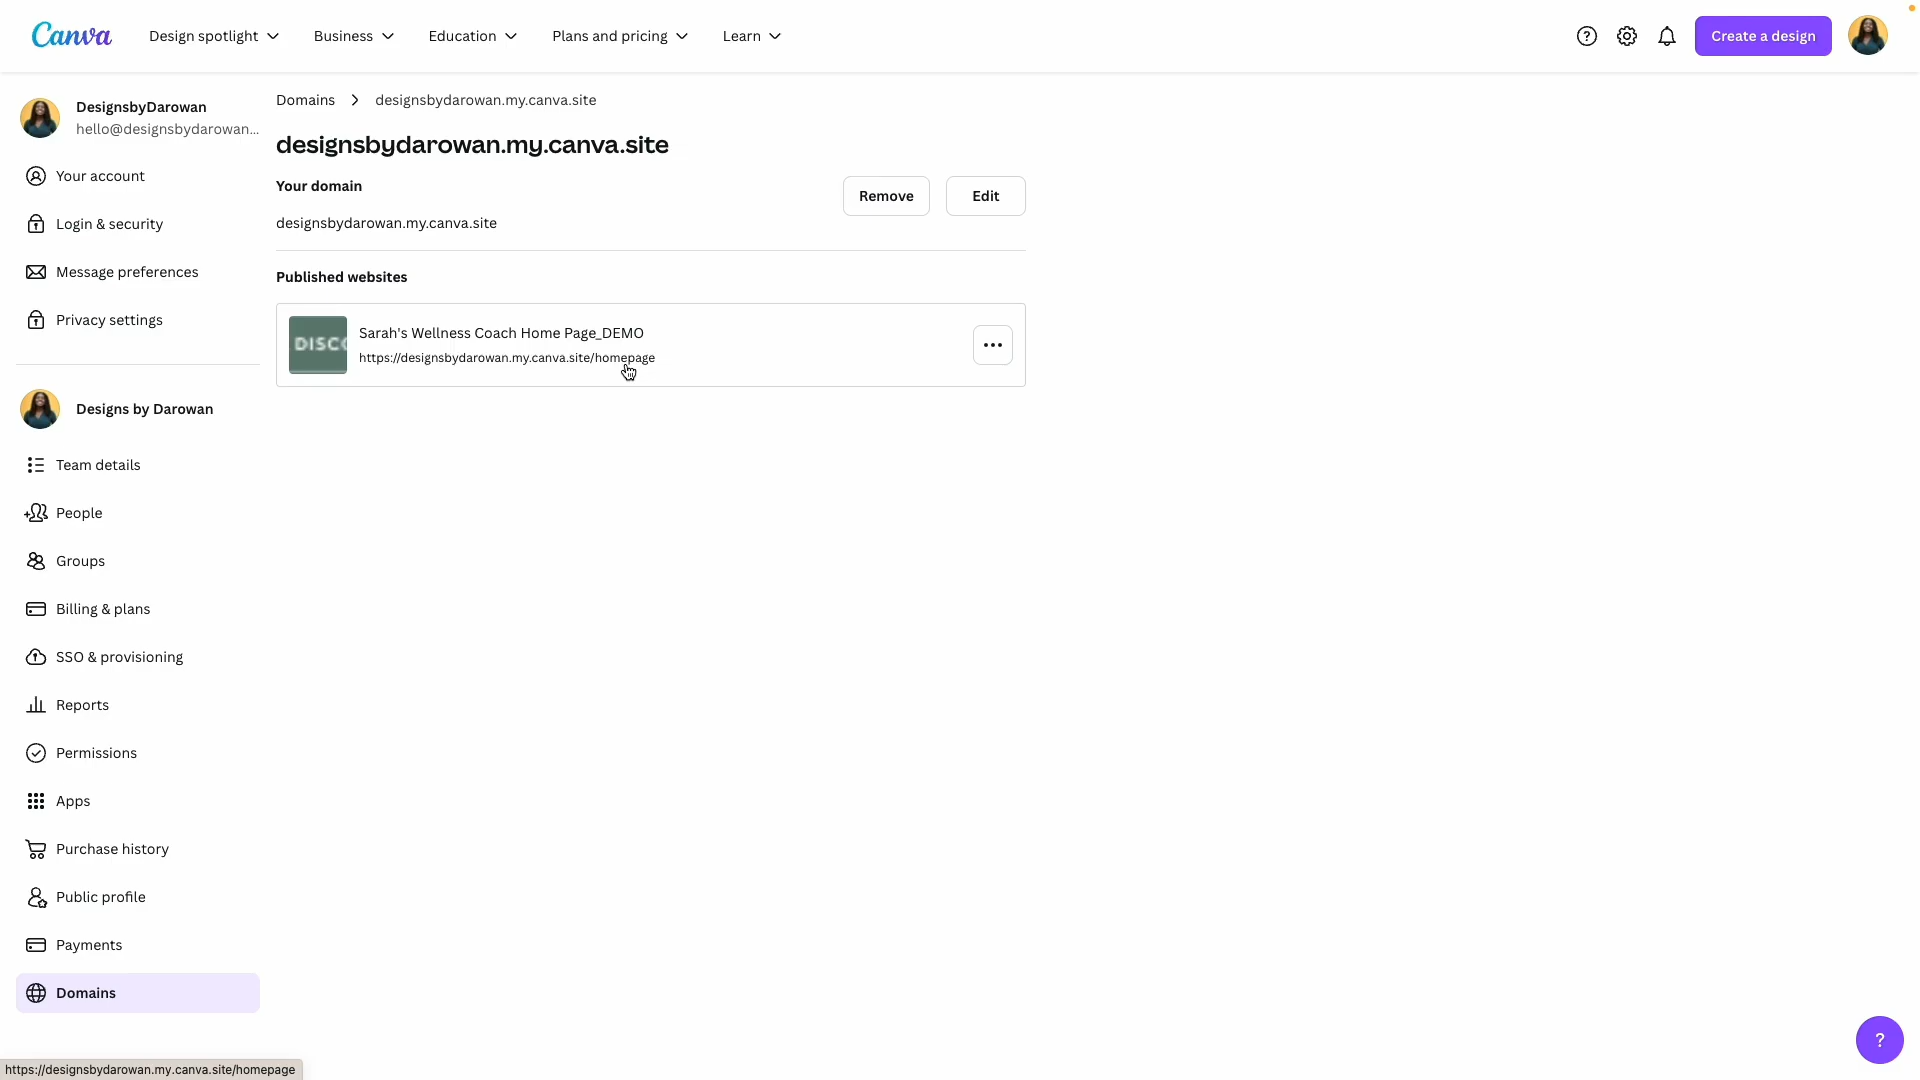 Canva
Design spotlight
Business
Education
Plans and pricing
Learn
Create a design
DesignsbyDarowan
hello@designsbydarowan...
Your account
Login & security
Message preferences
Privacy settings
Designs by Darowan
Team details
People
Groups
Billing & plans
SSO & provisioning
Reports
Permissions
Apps
Purchase history
Public profile
Payments
Domains
Domains > designsbydarowan.my.canva.site
designsbydarowan.my.canva.site
Your domain
Remove
Edit
designsbydarowan.my.canva.site
Published websites
DISCO
Sarah's Wellness Coach Home Page_DEMO
https://designsbydarowan.my.canva.site/homepage
?
https://designsbydarowan.my.canva.site/homepage